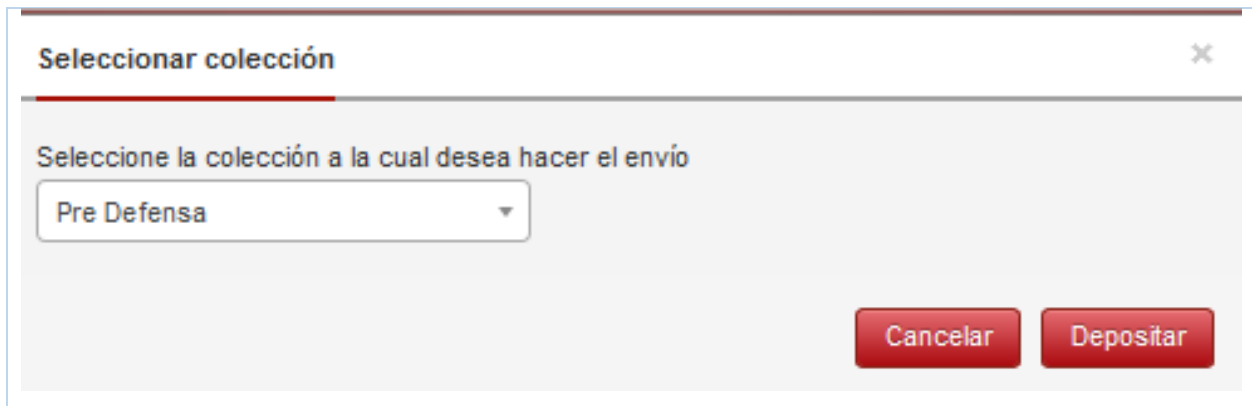 Seleccionar colección
Seleccione la colección a la cual desea hacer el envío
Pre Defensa
Cancelar Depositar